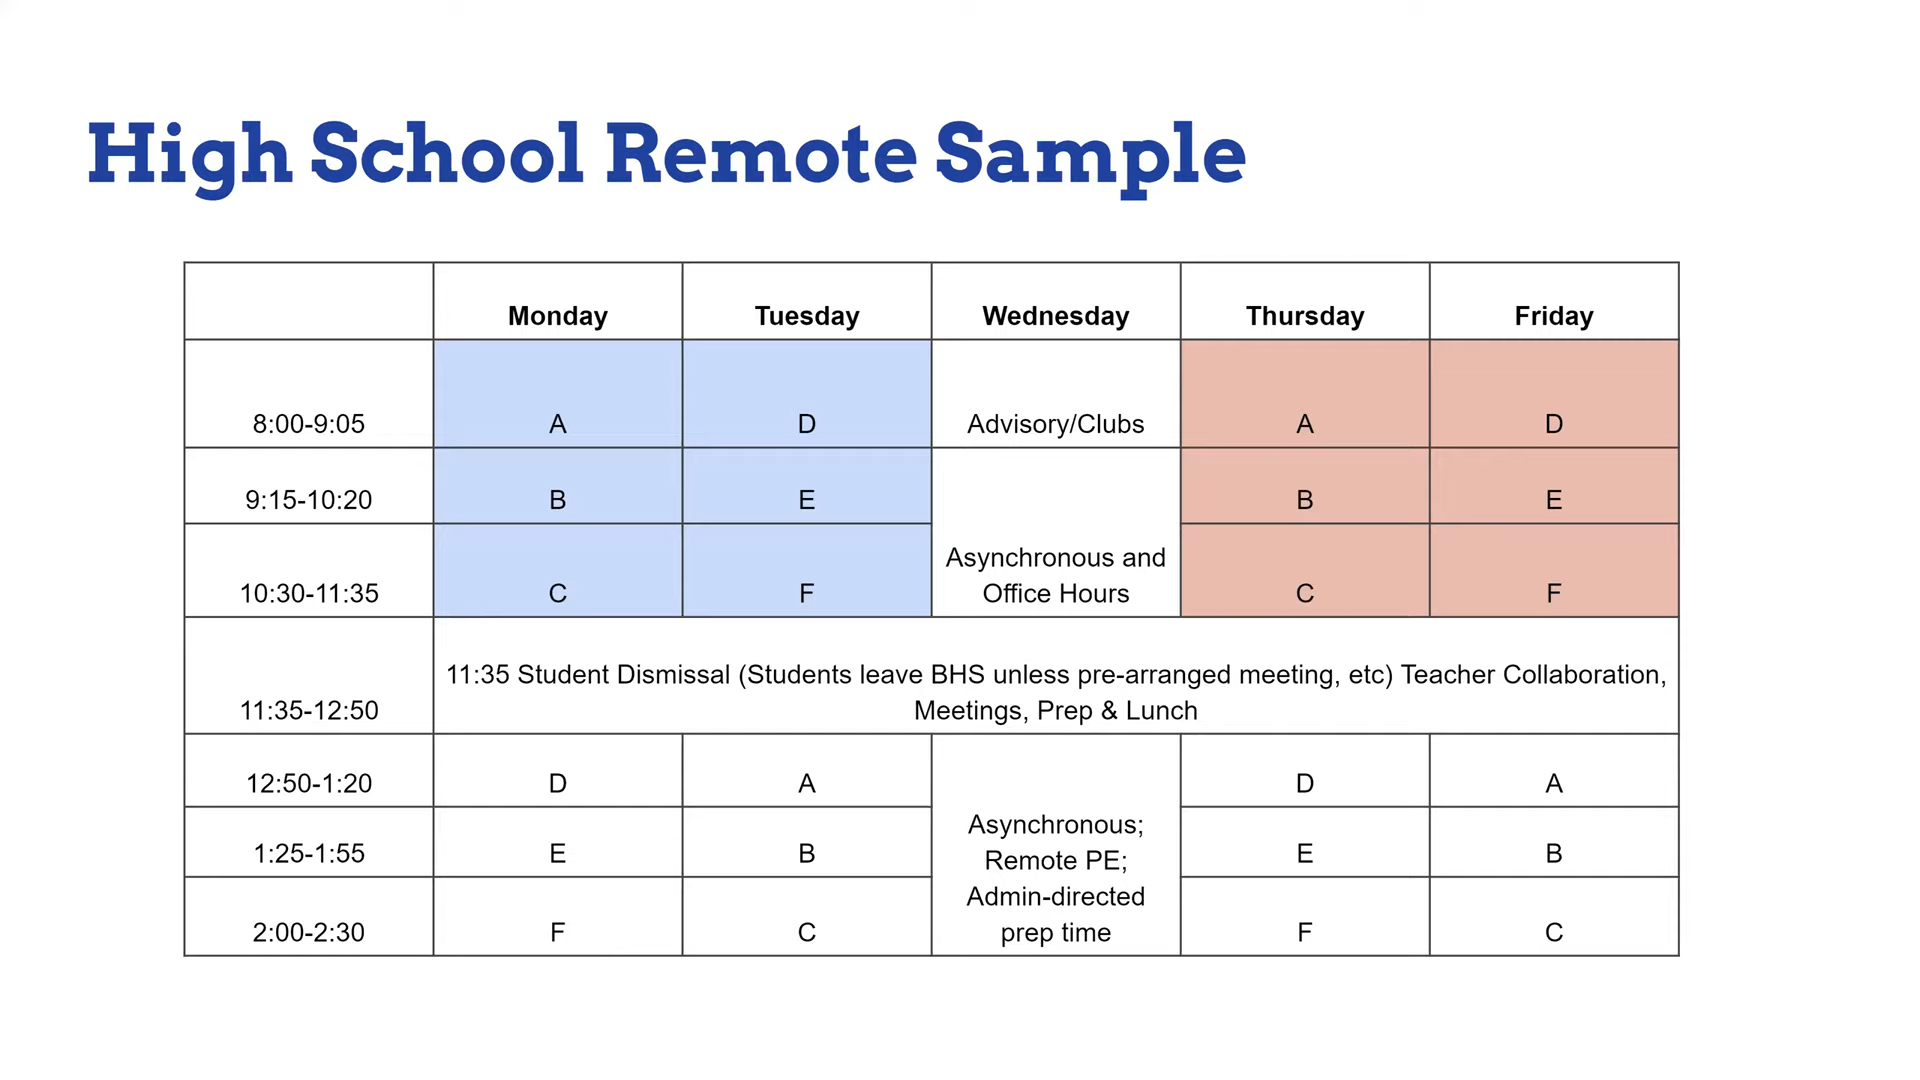 High School Remote Sample
Monday Tuesday Wednesday Thursday Friday
8:00-9:05 A D Advisory/Clubs A D
9:15-10:20 B E B E
Asynchronous and
10:30-11:35 C F Office Hours C F
11:35 Student Dismissal (Students leave BHS unless pre-arranged meeting, etc) Teacher Collaboration,
11:35-12:50 Meetings, Prep & Lunch
12:50-1:20 D A D A
Asynchronous;
1:25-1:55 E B Remote PE; E B
Admin-directed
2:00-2:30 F C prep time F C